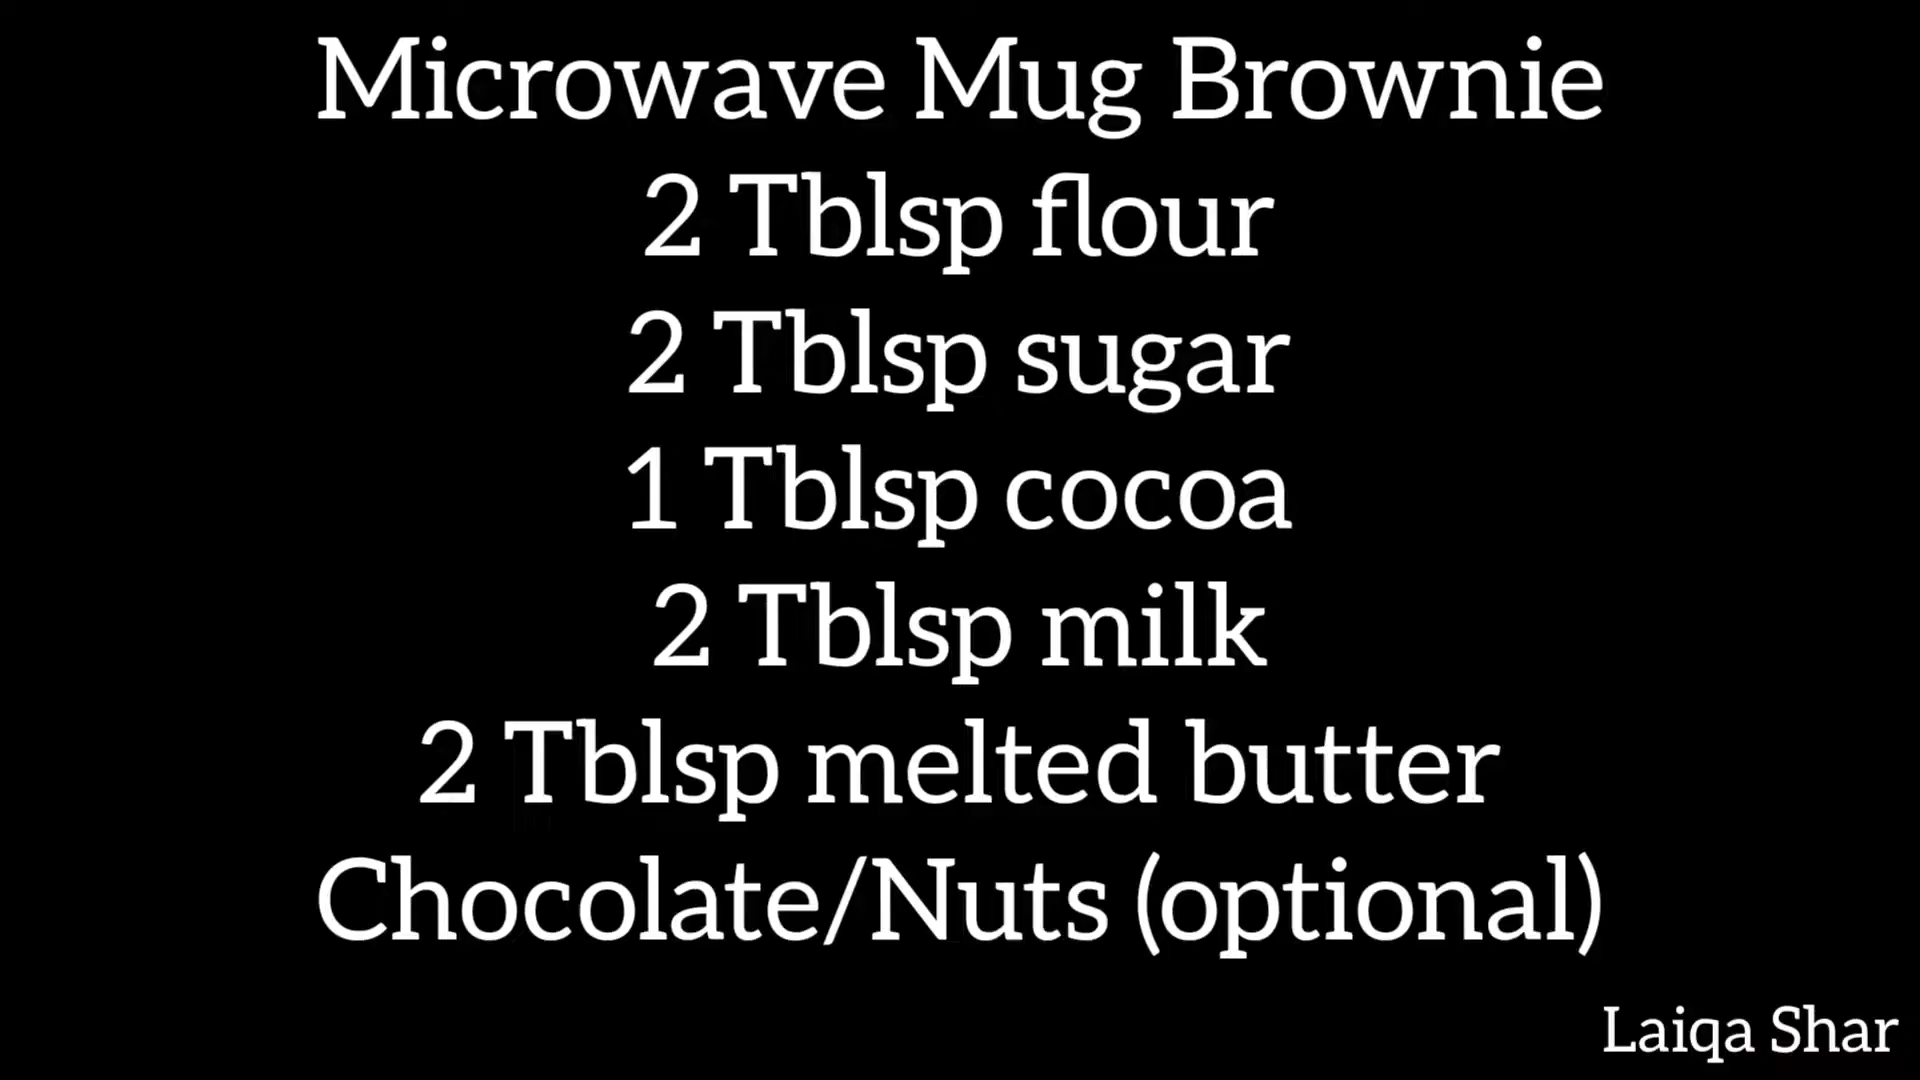 Microwave Mug Brownie
2 Tblsp flour
2 Tblsp sugar
1 Tblsp cocoa
2 Tblsp milk
2 Tblsp melted butter
Chocolate/Nuts (optional)
Laiqa Shar